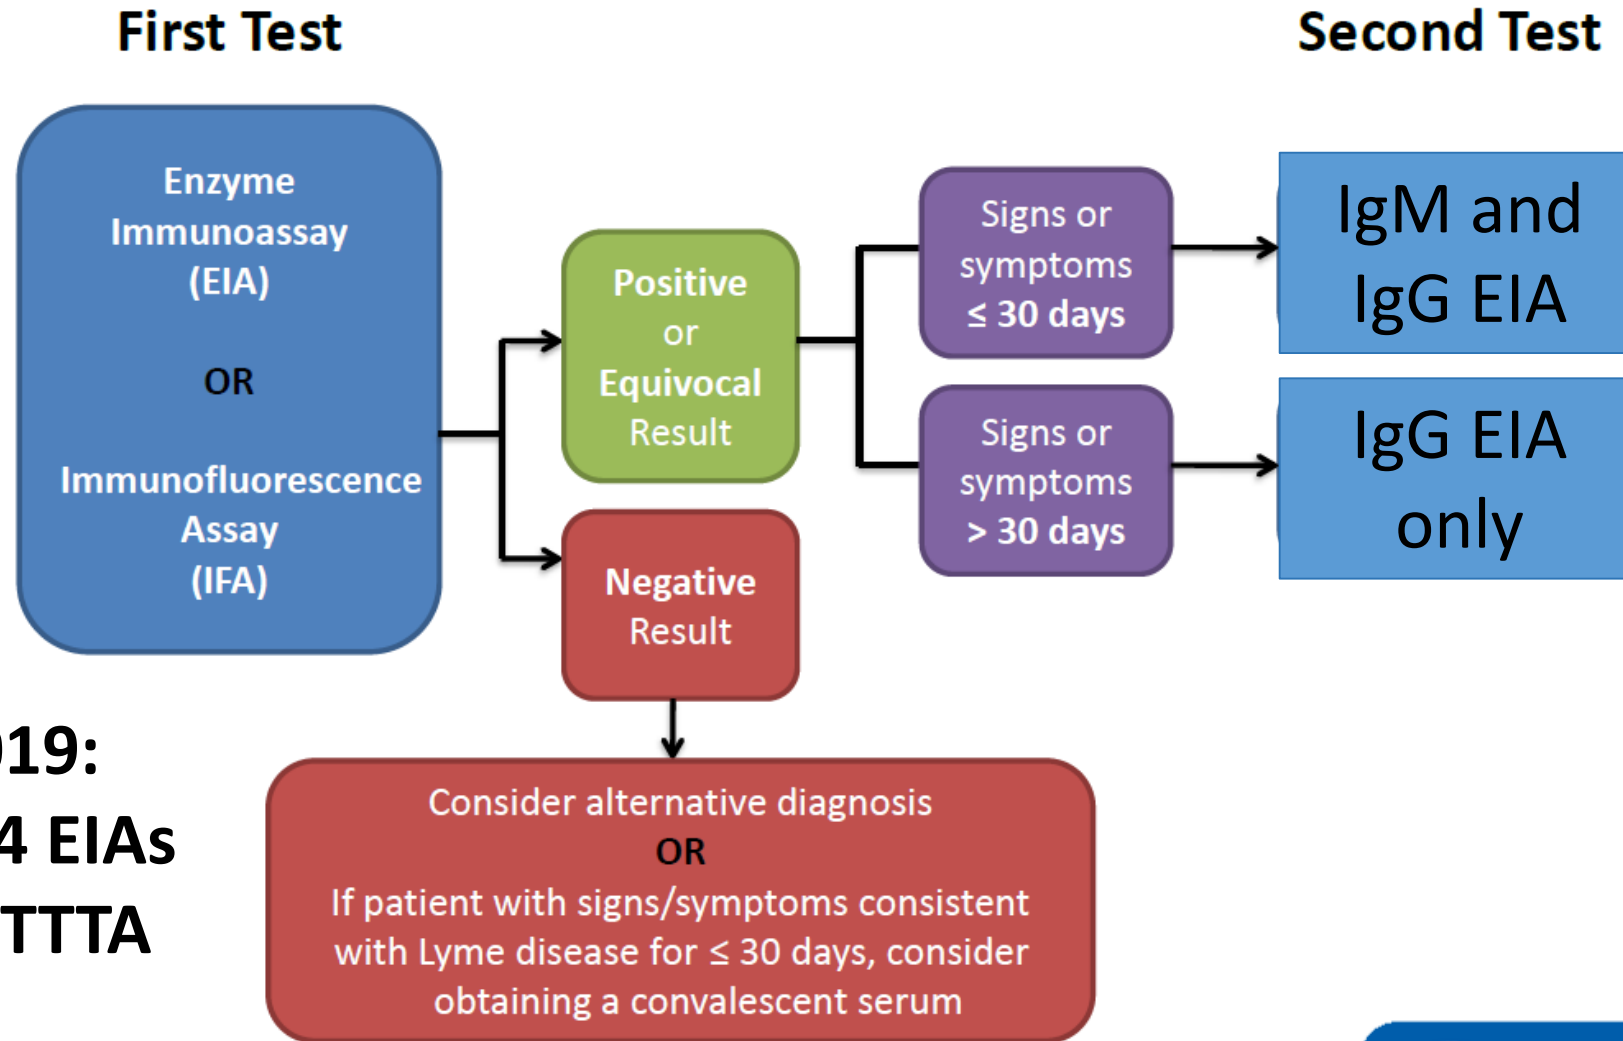 First Test
Second Test
Enzyme
Immunoassay
(EIA)
OR
Immunofluorescence
Assay
(IFA)
Positive
or
Equivocal
Result
Negative
Result
Signs or
symptoms
≤ 30 days
Signs or
symptoms
> 30 days
IgM and
IgG EIA
IgG EIA
only
Consider alternative diagnosis
OR
If patient with signs/symptoms consistent
with Lyme disease for ≤ 30 days, consider
obtaining a convalescent serum
019:
4 EIAs
TTTA